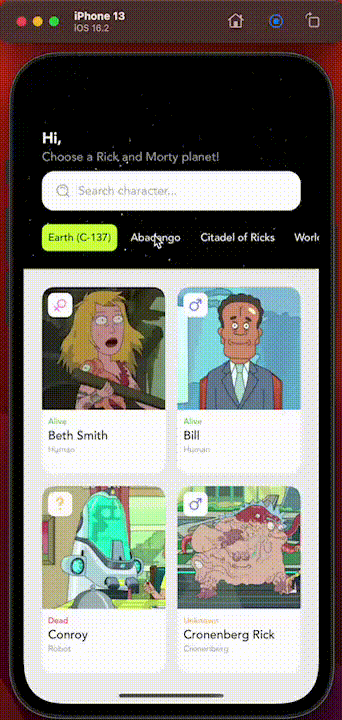 iPhone 13
iOS 16.2
Hi,
Choose a Rick and Morty planet!
Search character...
Earth (C-137) Abadango Citadel of Ricks World
Alive
Beth Smith
Human
Alive
Bill
Human
?
Dead
Conroy
Robot
Unknown
Cronenberg Rick
Cronenberg